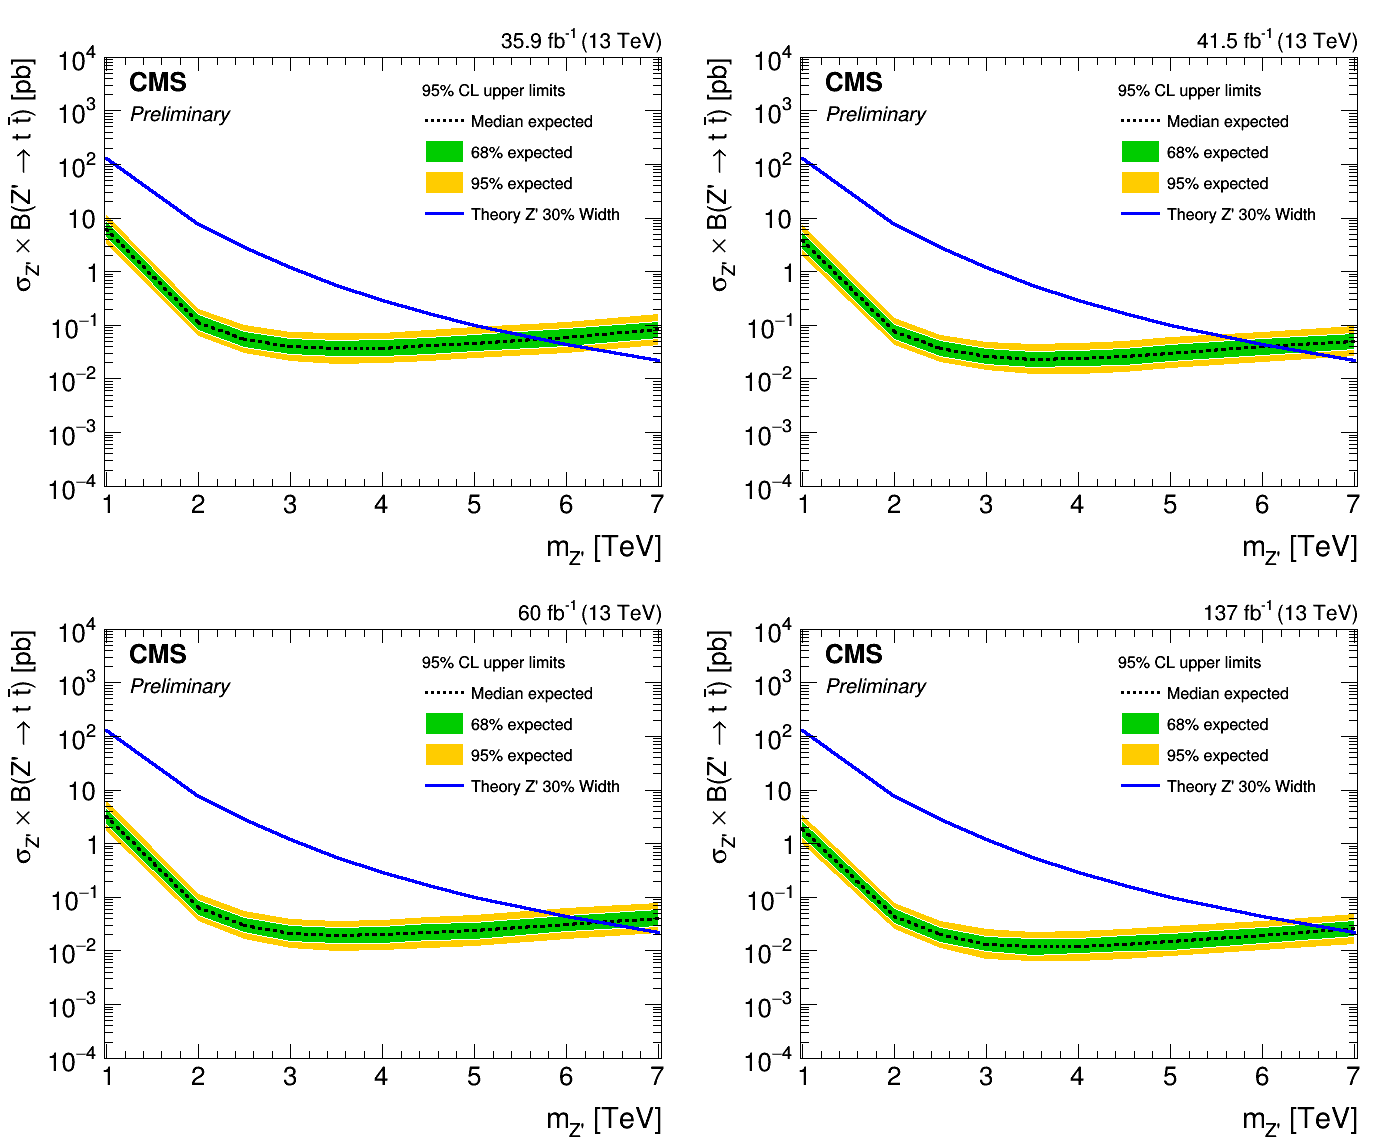 35.9 fb⁻¹ (13 TeV)
σ_Z' × B(Z' → t t̄) [pb]
CMS
Preliminary
95% CL upper limits
Median expected
68% expected
95% expected
Theory Z' 30% Width
10⁴
10³
10²
10
1
10⁻¹
10⁻²
10⁻³
10⁻⁴
1 2 3 4 5 6 7
m_Z' [TeV]
41.5 fb⁻¹ (13 TeV)
σ_Z' × B(Z' → t t̄) [pb]
CMS
Preliminary
95% CL upper limits
Median expected
68% expected
95% expected
Theory Z' 30% Width
10⁴
10³
10²
10
1
10⁻¹
10⁻²
10⁻³
10⁻⁴
1 2 3 4 5 6 7
m_Z' [TeV]
60 fb⁻¹ (13 TeV)
σ_Z' × B(Z' → t t̄) [pb]
CMS
Preliminary
95% CL upper limits
Median expected
68% expected
95% expected
Theory Z' 30% Width
10⁴
10³
10²
10
1
10⁻¹
10⁻²
10⁻³
10⁻⁴
1 2 3 4 5 6 7
m_Z' [TeV]
137 fb⁻¹ (13 TeV)
σ_Z' × B(Z' → t t̄) [pb]
CMS
Preliminary
95% CL upper limits
Median expected
68% expected
95% expected
Theory Z' 30% Width
10⁴
10³
10²
10
1
10⁻¹
10⁻²
10⁻³
10⁻⁴
1 2 3 4 5 6 7
m_Z' [TeV]